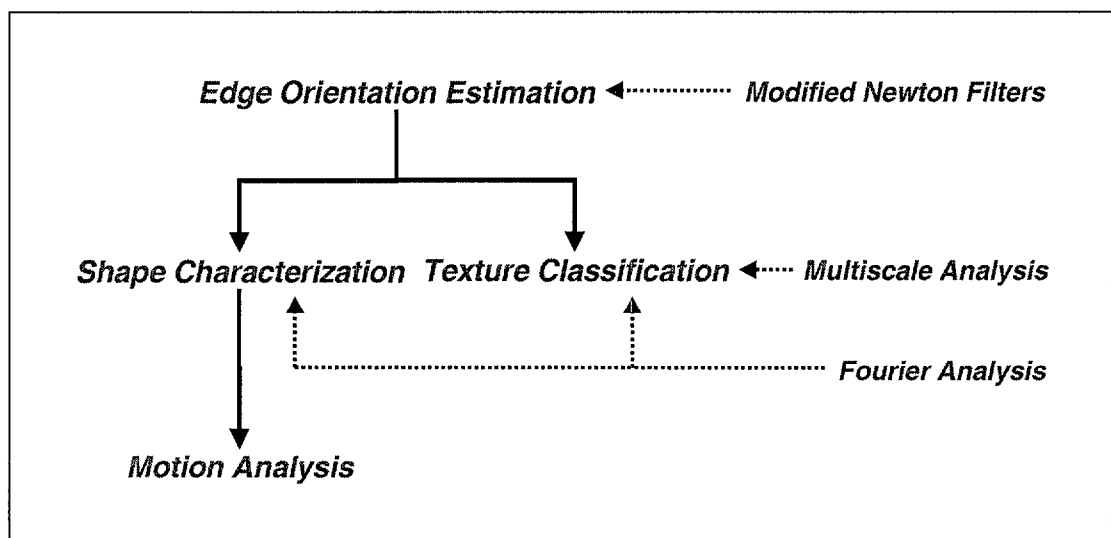 Edge Orientation Estimation
Modified Newton Filters
Shape Characterization
Texture Classification
Multiscale Analysis
Fourier Analysis
Motion Analysis